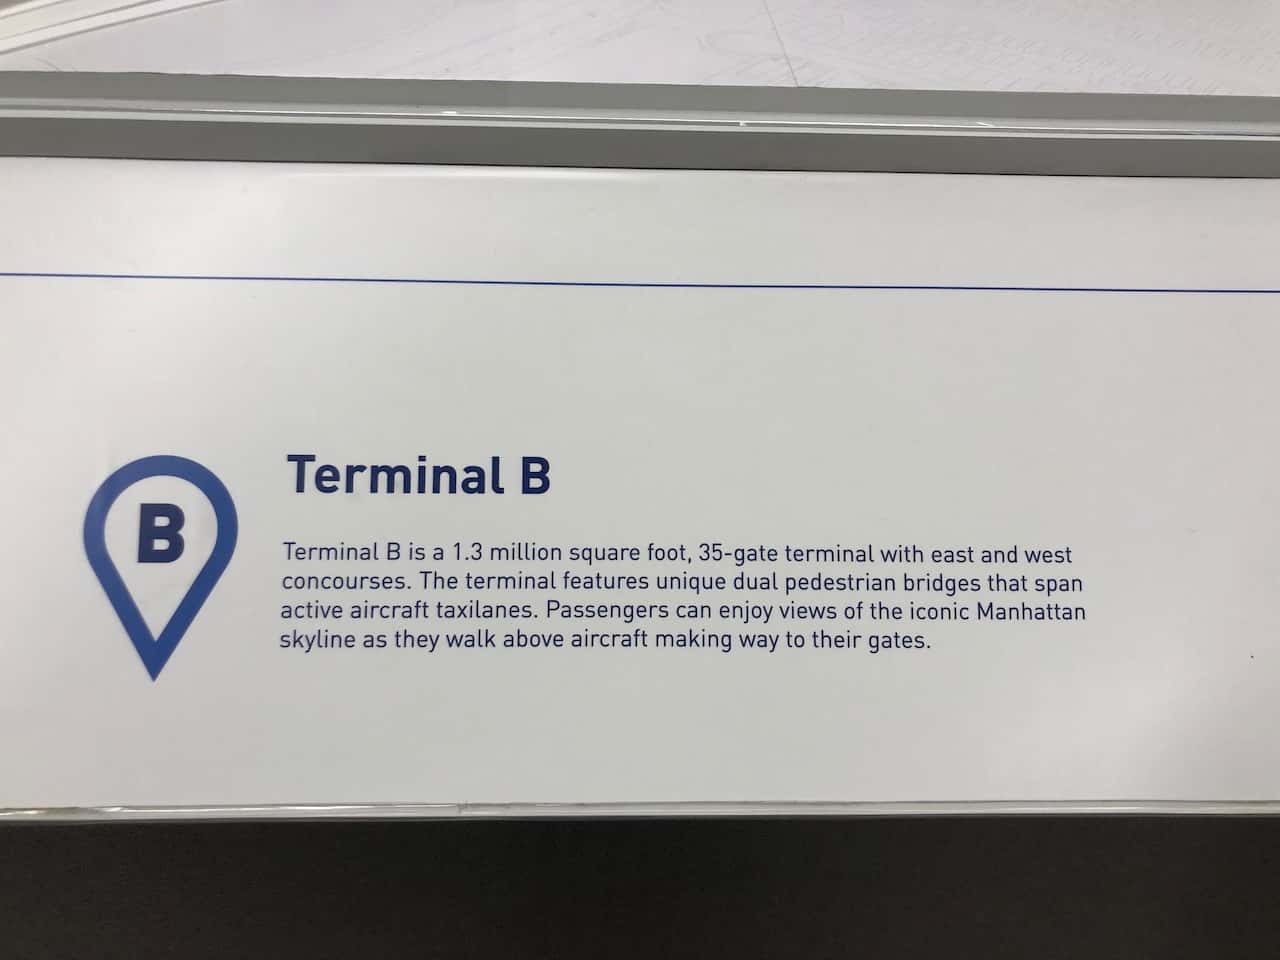 B
Terminal B
Terminal B is a 1.3 million square foot, 35-gate terminal with east and west
concourses. The terminal features unique dual pedestrian bridges that span
active aircraft taxilanes. Passengers can enjoy views of the iconic Manhattan
skyline as they walk above aircraft making way to their gates.